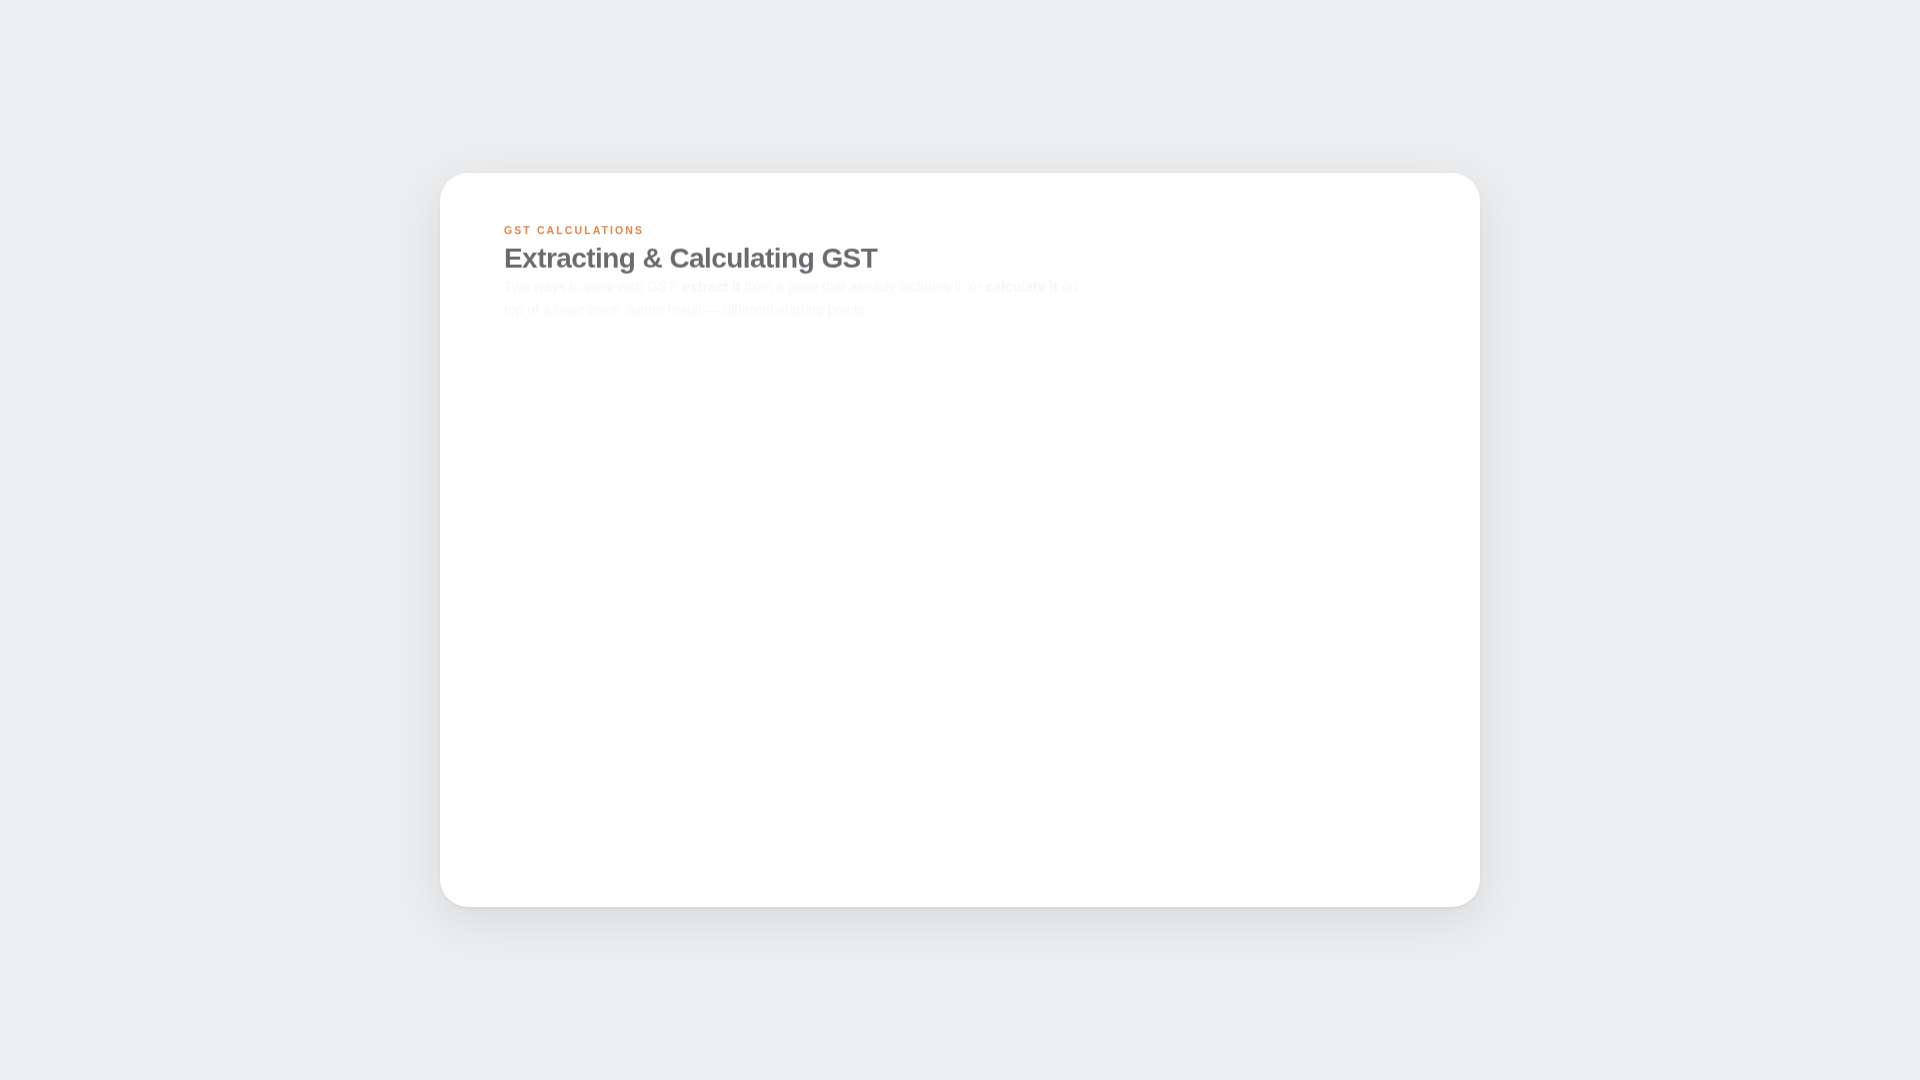 GST CALCULATIONS
Extracting & Calculating GST
Two ways to work with GST: extract it from a price that already includes it, or calculate it on
top of a base price. Same result — different starting points.